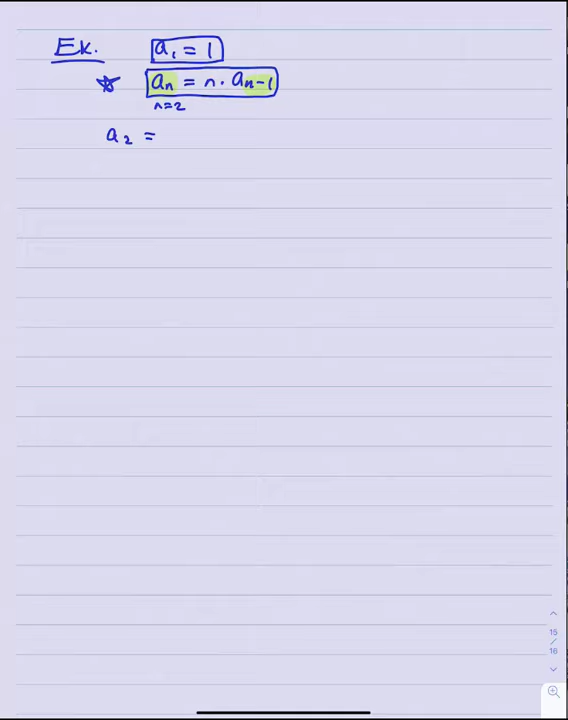 Ex. a₁ = 1
☆ aₙ = n · aₙ₋₁
n=2
a₂ =
15
/
16